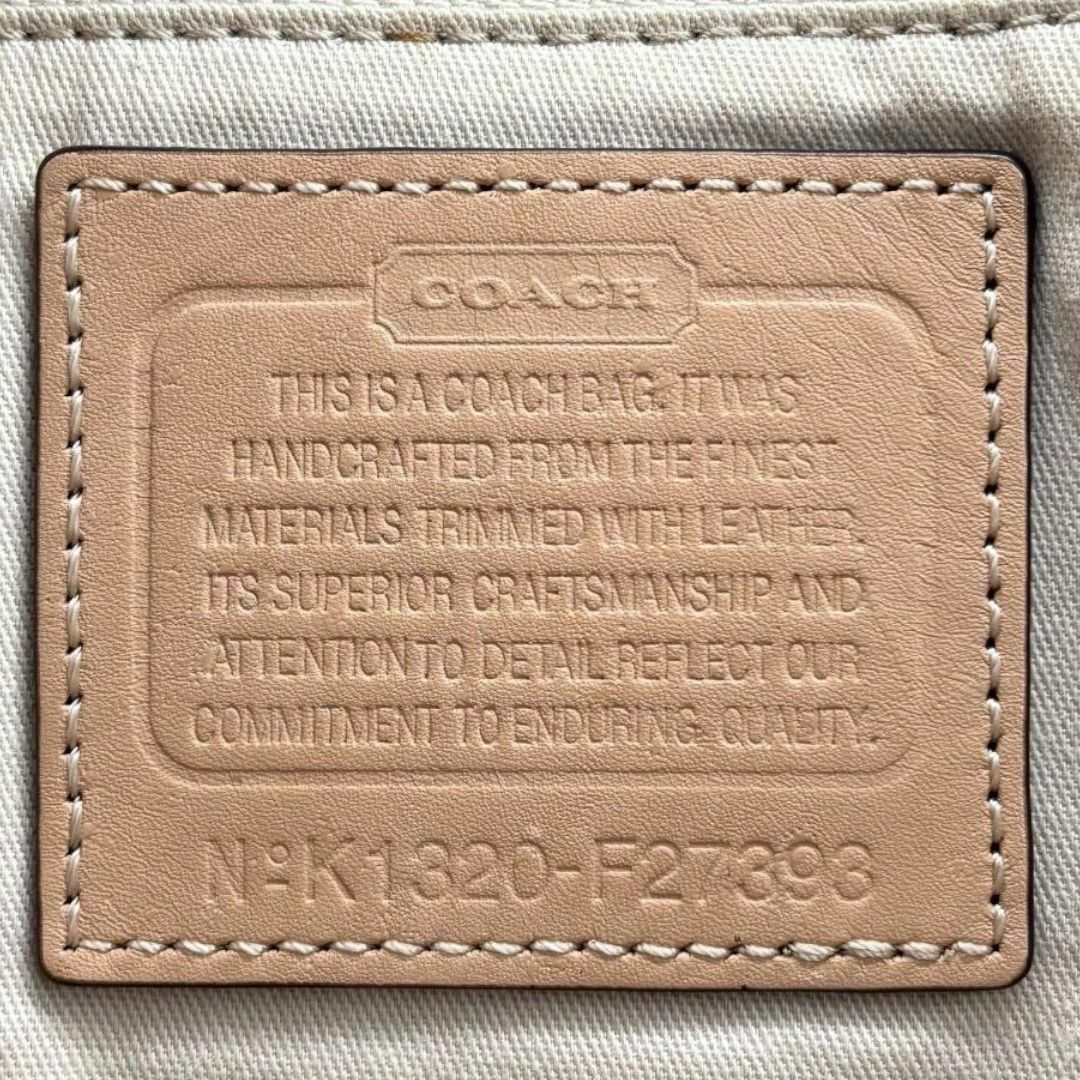 COACH
THIS IS A COACH BAG. IT WAS
HANDCRAFTED FROM THE FINEST
MATERIALS TRIMMED WITH LEATHER.
ITS SUPERIOR CRAFTSMANSHIP AND
ATTENTION TO DETAIL REFLECT OUR
COMMITMENT TO ENDURING QUALITY.
Nº K1320-F27393